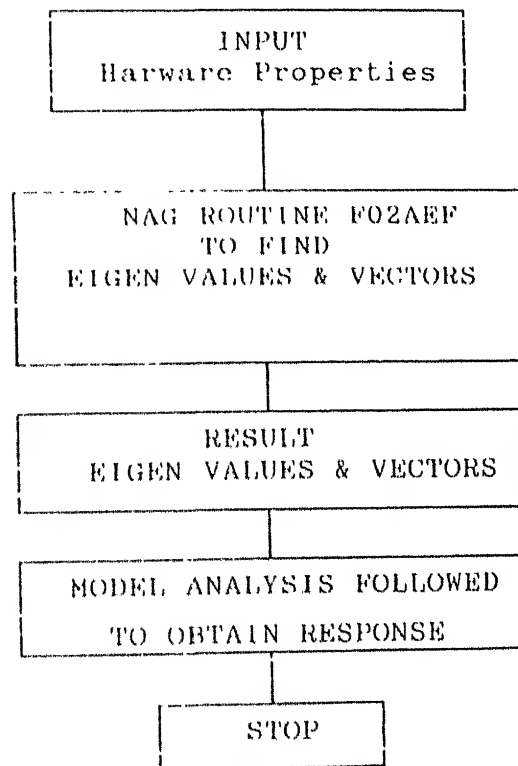 INPUT
Harware Properties
NAG ROUTINE F02AEF
TO FIND
EIGEN VALUES & VECTORS
RESULT
EIGEN VALUES & VECTORS
MODEL ANALYSIS FOLLOWED
TO OBTAIN RESPONSE
STOP